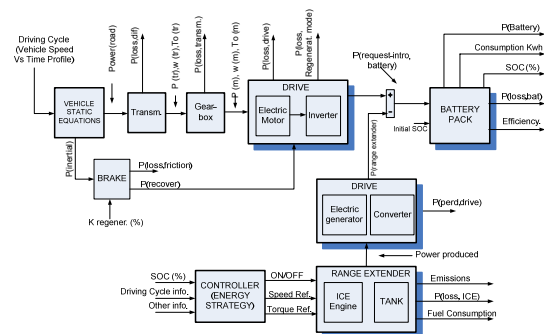 Driving Cycle
(Vehicle Speed
Vs Time Profile)
Power(road)
P(loss,dif)
P (tr),w (tr),To (tr)
P(loss,transm.)
P (m), w (m), To (m)
P(loss,drive)
P(loss,
Regenerat. mode)
P(request-intro,
battery)
P(Battery)
Consumption Kwh
SOC (%)
P(loss,bat)
Efficiency.
VEHICLE
STATIC
EQUATIONS
Transm.
Gear-
box
DRIVE
Electric
Motor
Inverter
+
-
BATTERY
PACK
Initial SOC
P(inertial)
BRAKE
P(loss,friction)
P(recover)
K regener. (%)
P(range extender)
DRIVE
Electric
generator
Converter
P(perd,drive)
Power produced
SOC (%)
Driving Cycle info.
Other info.
CONTROLLER
(ENERGY
STRATEGY)
ON/OFF
Speed Ref.
Torque Ref.
RANGE EXTENDER
ICE
Engine
TANK
Emissions
P(loss, ICE)
Fuel Consumption